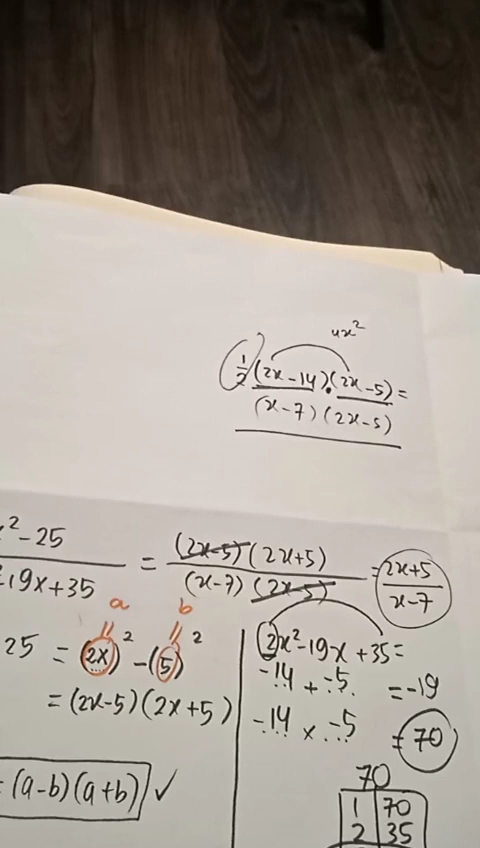 4x²
½(2x-14)·(2x-5)=
(x-7)(2x-5)
²-25
19x+35
= (2x-5)(2x+5)
(x-7)(2x-5)
= 2x+5
x-7
a b
25 = (2x)² -(5)²
= (2x-5)(2x+5)
= (a-b)(a+b) ✓
2x²-19x+35=
-14 + -5 = -19
-14 × -5 = 70
70
1 70
2 35